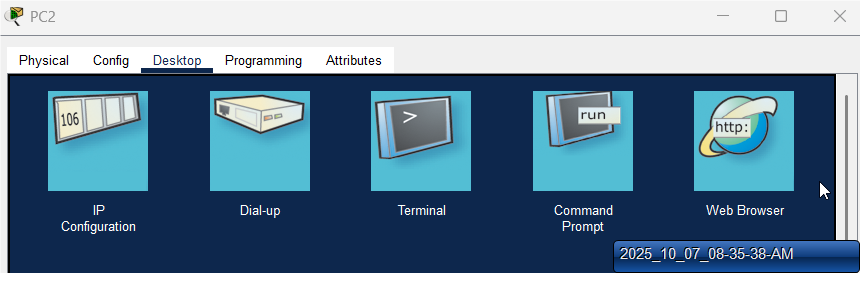 PC2
Physical Config Desktop Programming Attributes
106
>
run
http:
IP
Configuration
Dial-up
Terminal
Command
Prompt
Web Browser
2025_10_07_08-35-38-AM